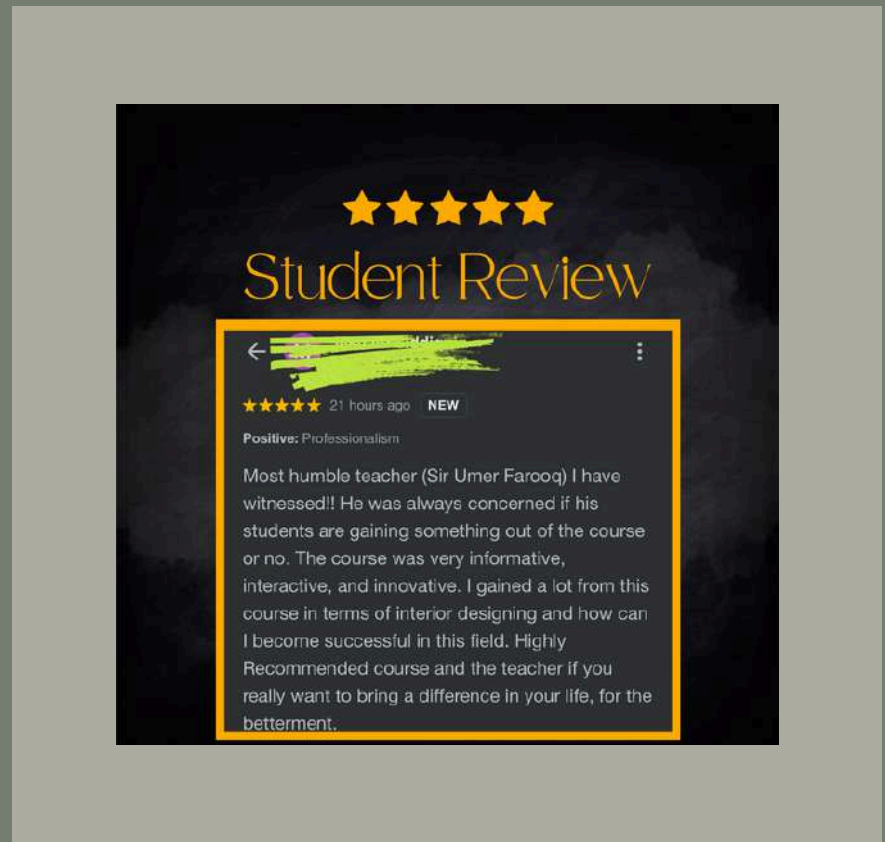 Student Review
21 hours ago NEW
Positive: Professionalism
Most humble teacher (Sir Umer Farooq) I have
witnessed!! He was always concerned if his
students are gaining something out of the course
or no. The course was very informative,
interactive, and innovative. I gained a lot from this
course in terms of interior designing and how can
I become successful in this field. Highly
Recommended course and the teacher if you
really want to bring a difference in your life, for the
betterment.